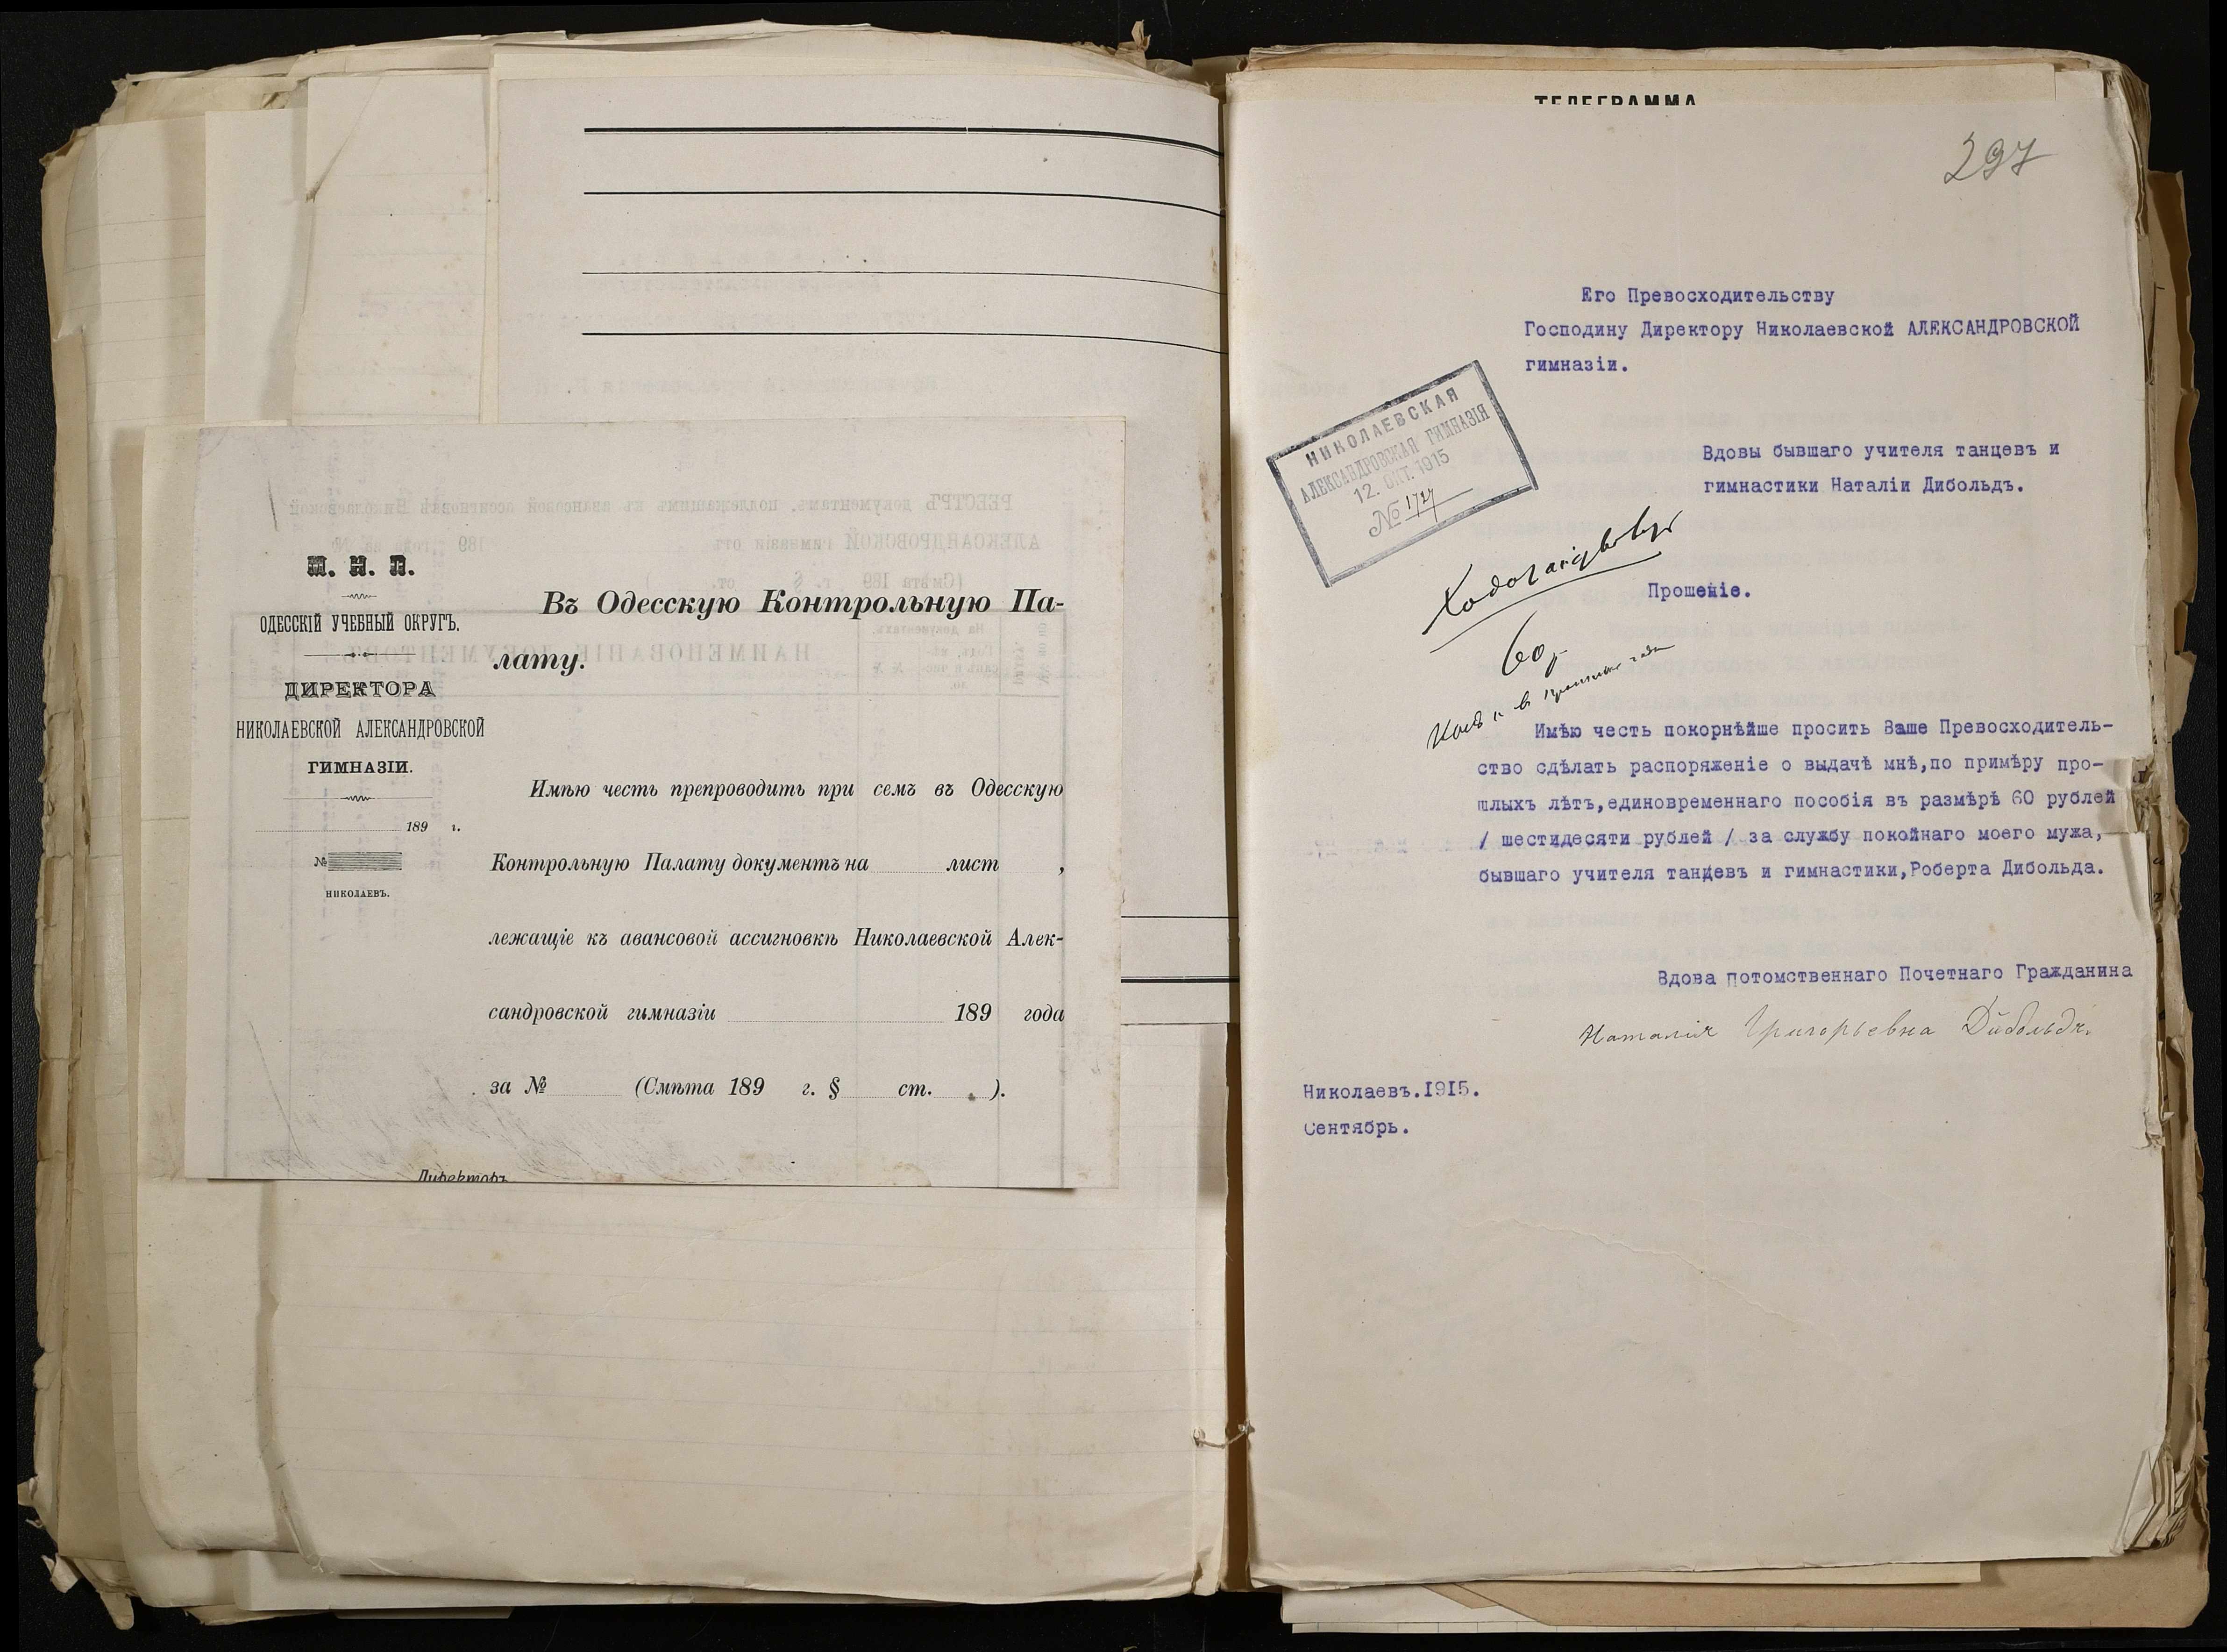 М. Н. П.
ОДЕССКІЙ УЧЕБНЫЙ ОКРУГЪ.
ДИРЕКТОРА
НИКОЛАЕВСКОЙ АЛЕКСАНДРОВСКОЙ
ГИМНАЗІИ.
189 г.
№
НИКОЛАЕВЪ.
Въ Одесскую Контрольную Па-
лату.
Имѣю честь препроводить при семъ въ Одесскую
Контрольную Палату документъ на лист ,
лежащіе къ авансовой ассигновкѣ Николаевской Алек-
сандровской гимназіи 189 года
за № (Смѣта 189 г. § ст. ).
Директоръ
ТЕЛЕГРАММА
297
Его Превосходительству
Господину Директору Николаевской АЛЕКСАНДРОВСКОЙ
гимназіи.
НИКОЛАЕВСКАЯ
АЛЕКСАНДРОВСКАЯ ГИМНАЗІЯ
12. ОКТ. 1915
№ 1727
Вдовы бывшаго учителя танцевъ и
гимнастики Наталіи Дибольдъ.
Прошеніе.
60 р
и в прошлые годы
Имѣю честь покорнѣйше просить Ваше Превосходитель-
ство сдѣлать распоряженіе о выдачѣ мнѣ,по примѣру про-
шлыхъ лѣтъ,единовременнаго пособія въ размѣрѣ 60 рублей
/ шестидесяти рублей / за службу покойнаго моего мужа,
бывшаго учителя танцевъ и гимнастики,Роберта Дибольда.
Вдова потомственнаго Почетнаго Гражданина
Наталія Григорьевна Дибольдъ.
Николаевъ.1915.
Сентябрь.